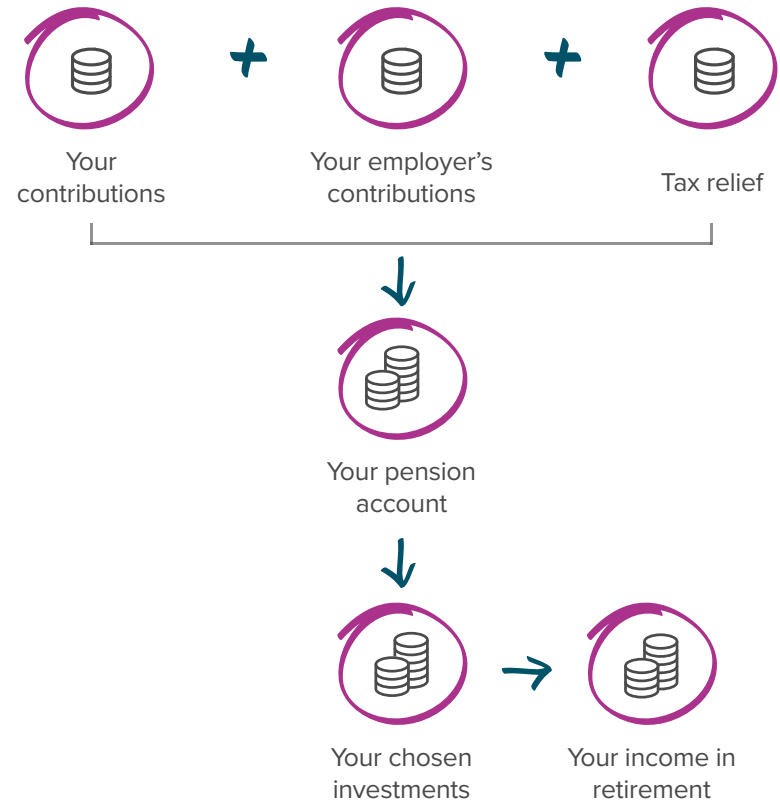 Your
contributions
Your employer’s
contributions
Tax relief
Your pension
account
Your chosen
investments
Your income in
retirement